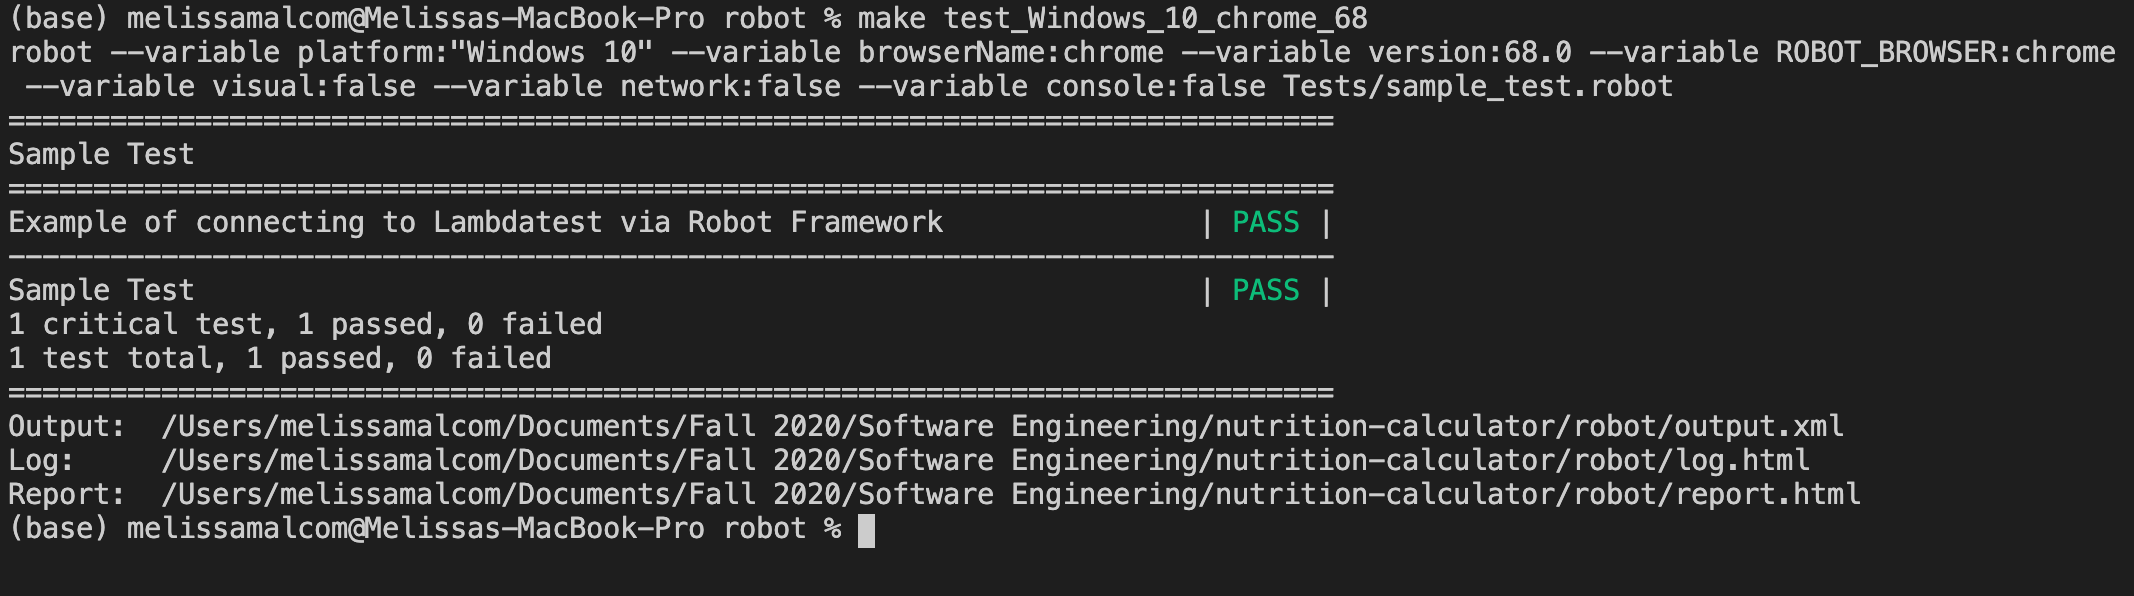 (base) melissamalcom@Melissas-MacBook-Pro robot % make test_Windows_10_chrome_68
robot --variable platform:"Windows 10" --variable browserName:chrome --variable version:68.0 --variable ROBOT_BROWSER:chrome
 --variable visual:false --variable network:false --variable console:false Tests/sample_test.robot
==============================================================================
Sample Test
==============================================================================
Example of connecting to Lambdatest via Robot Framework               | PASS |
------------------------------------------------------------------------------
Sample Test                                                           | PASS |
1 critical test, 1 passed, 0 failed
1 test total, 1 passed, 0 failed
==============================================================================
Output:  /Users/melissamalcom/Documents/Fall 2020/Software Engineering/nutrition-calculator/robot/output.xml
Log:     /Users/melissamalcom/Documents/Fall 2020/Software Engineering/nutrition-calculator/robot/log.html
Report:  /Users/melissamalcom/Documents/Fall 2020/Software Engineering/nutrition-calculator/robot/report.html
(base) melissamalcom@Melissas-MacBook-Pro robot %